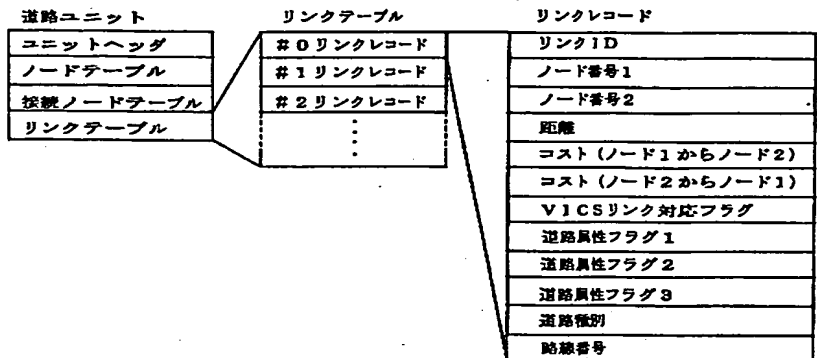 道路ユニット
ユニットヘッダ
ノードテーブル
接続ノードテーブル
リンクテーブル
リンクテーブル
#0リンクレコード
#1リンクレコード
#2リンクレコード
リンクレコード
リンクID
ノード番号1
ノード番号2
距離
コスト(ノード1からノード2)
コスト(ノード2からノード1)
VICSリンク対応フラグ
道路属性フラグ1
道路属性フラグ2
道路属性フラグ3
道路種別
路線番号